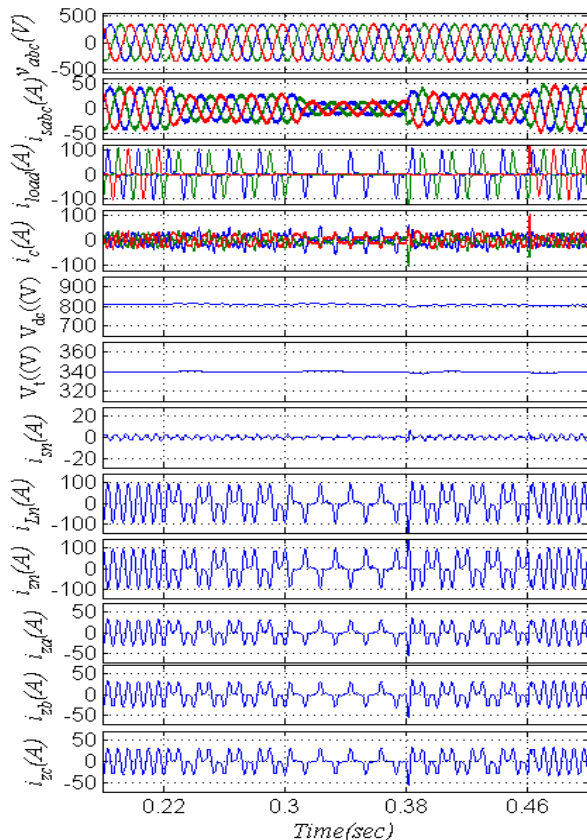 v_abc(V)
500
0
-500
i_sabc(A)
50
0
-50
i_load(A)
100
0
-100
i_c(A)
100
0
-100
V_dc((V)
900
800
700
V_t((V)
360
340
320
i_sn(A)
20
0
-20
i_Ln(A)
100
0
-100
i_zn(A)
100
0
-100
i_za(A)
50
0
-50
i_zb(A)
50
0
-50
i_zc(A)
50
0
-50
0.22 0.3 0.38 0.46
Time(sec)